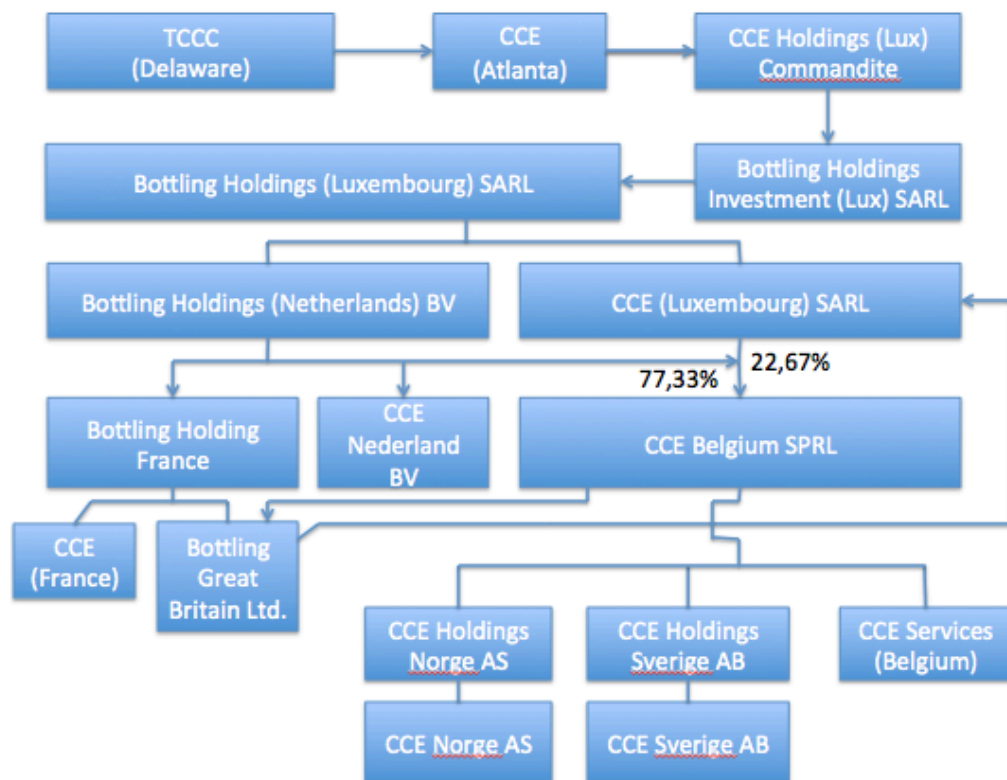 TCCC
(Delaware)
CCE
(Atlanta)
CCE Holdings (Lux)
Commandite
Bottling Holdings (Luxembourg) SARL
Bottling Holdings
Investment (Lux) SARL
Bottling Holdings (Netherlands) BV
CCE (Luxembourg) SARL
77,33%
22,67%
Bottling Holding
France
CCE
Nederland
BV
CCE Belgium SPRL
CCE
(France)
Bottling
Great
Britain Ltd.
CCE Holdings
Norge AS
CCE Holdings
Sverige AB
CCE Services
(Belgium)
CCE Norge AS
CCE Sverige AB